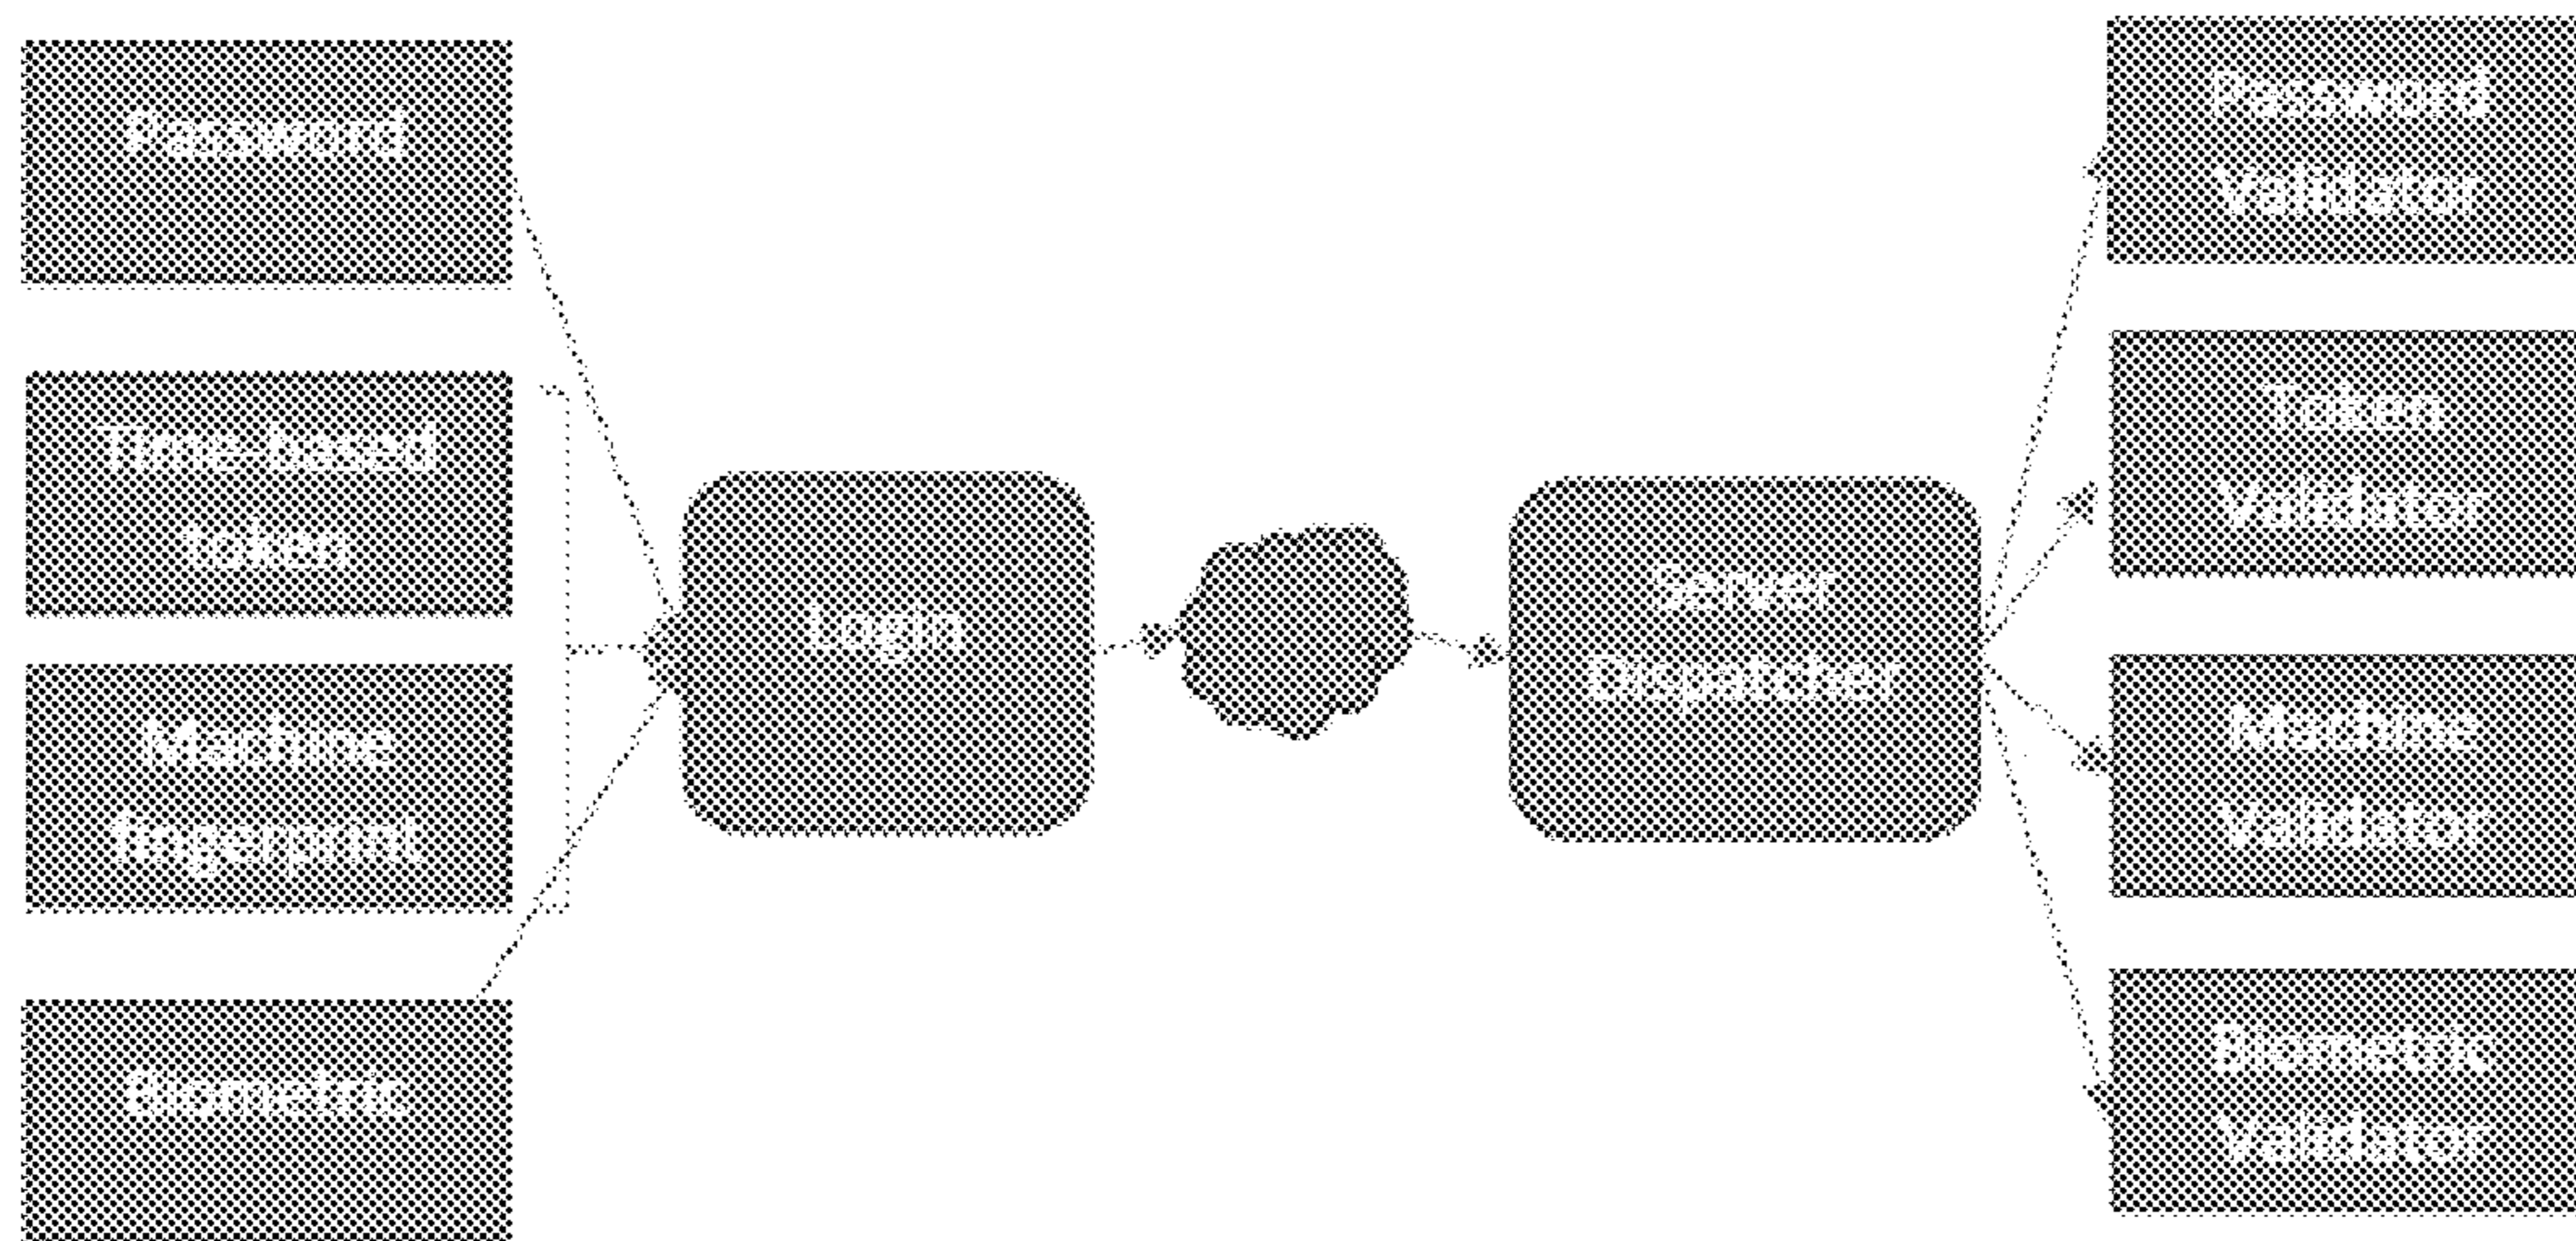 Password
Time-based
token
Machine
fingerprint
Biometric
Login
Server
Dispatcher
Password
Validator
Token
Validator
Machine
Validator
Biometric
Validator